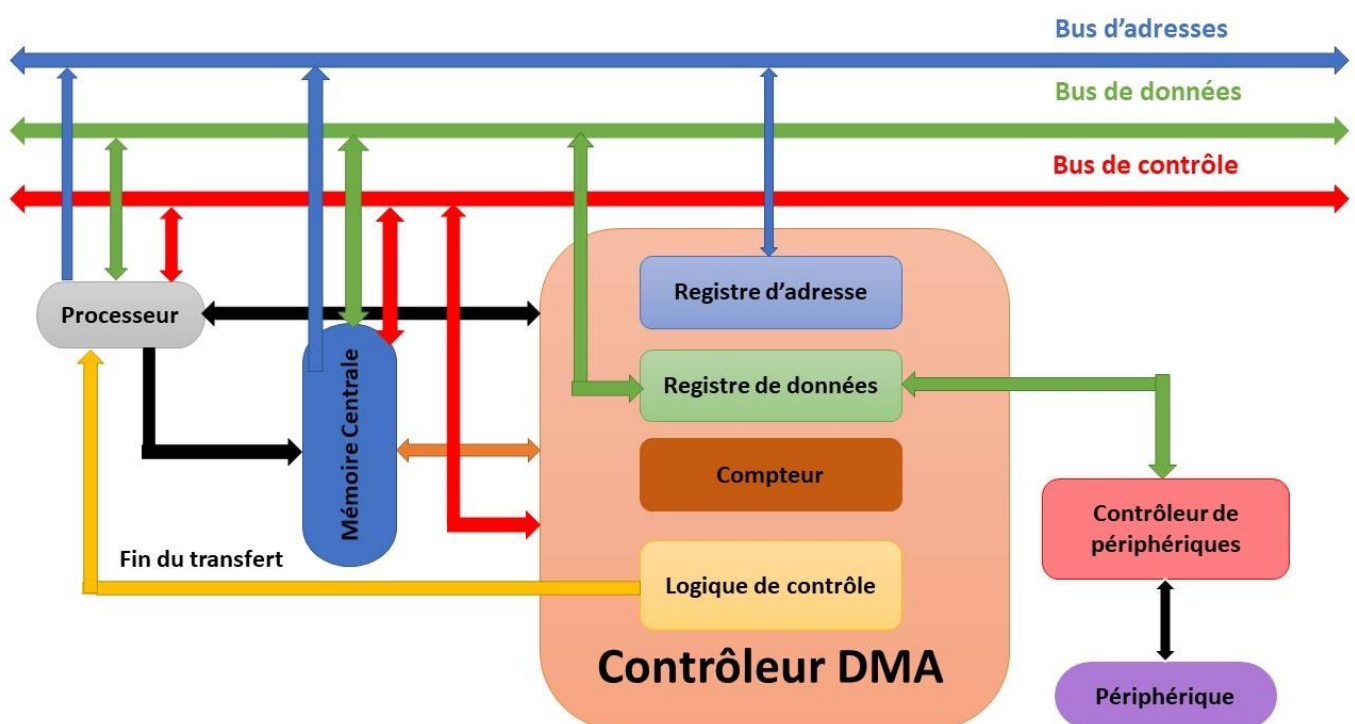 Bus d'adresses
Bus de données
Bus de contrôle
Processeur
Mémoire Centrale
Registre d'adresse
Registre de données
Compteur
Logique de contrôle
Contrôleur DMA
Fin du transfert
Contrôleur de
périphériques
Périphérique